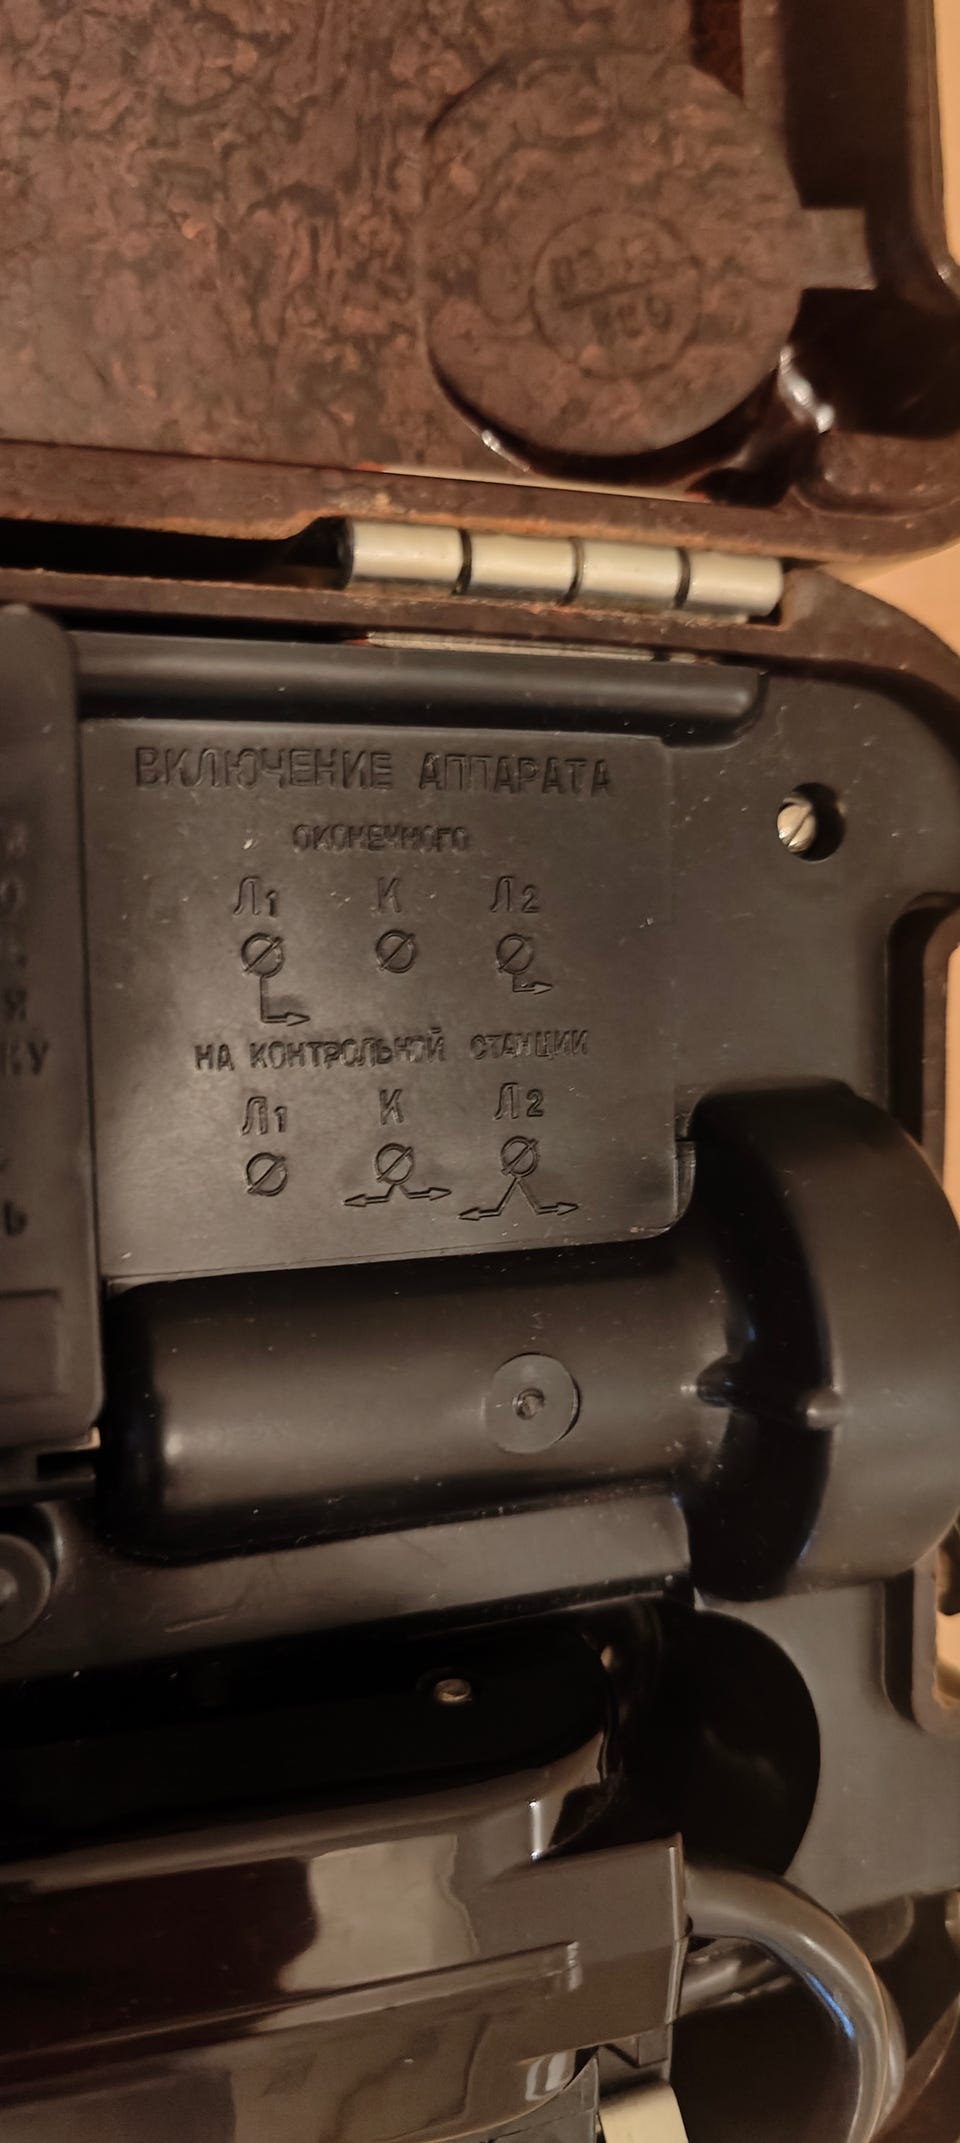 ВКЛЮЧЕНИЕ АППАРАТА
ОКОНЕЧНОГО
Л1 К Л2
НА КОНТРОЛЬНОЙ СТАНЦИИ
Л1 К Л2